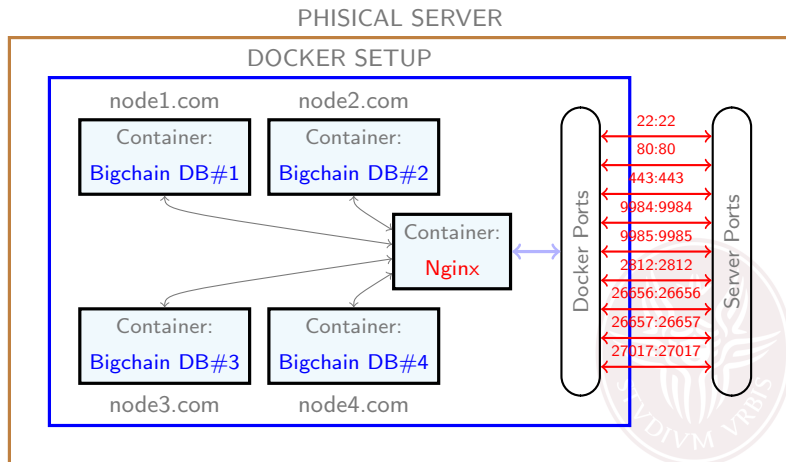 PHISICAL SERVER
DOCKER SETUP
node1.com
node2.com
Container:
Bigchain DB#1
Container:
Bigchain DB#2
Container:
Nginx
Container:
Bigchain DB#3
Container:
Bigchain DB#4
node3.com
node4.com
Docker Ports
22:22
80:80
443:443
9984:9984
9985:9985
2812:2812
26656:26656
26657:26657
27017:27017
Server Ports
STVDIVM VRBIS